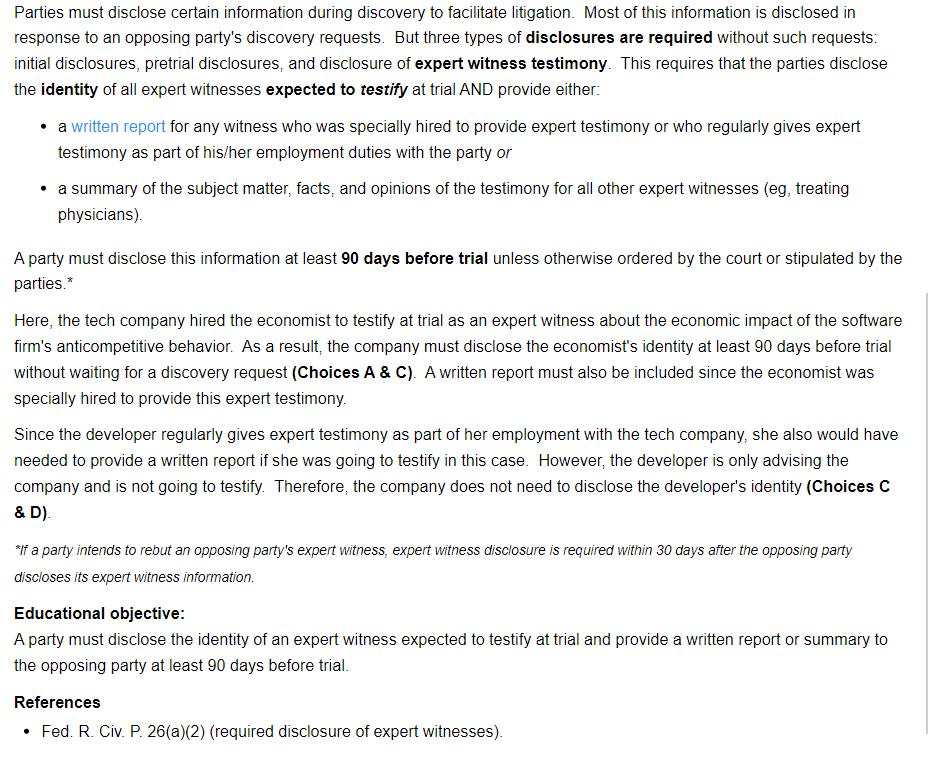 Parties must disclose certain information during discovery to facilitate litigation.  Most of this information is disclosed in
response to an opposing party's discovery requests.  But three types of disclosures are required without such requests:
initial disclosures, pretrial disclosures, and disclosure of expert witness testimony.  This requires that the parties disclose
the identity of all expert witnesses expected to testify at trial AND provide either:
• a written report for any witness who was specially hired to provide expert testimony or who regularly gives expert
testimony as part of his/her employment duties with the party or
• a summary of the subject matter, facts, and opinions of the testimony for all other expert witnesses (eg, treating
physicians).
A party must disclose this information at least 90 days before trial unless otherwise ordered by the court or stipulated by the
parties.*
Here, the tech company hired the economist to testify at trial as an expert witness about the economic impact of the software
firm's anticompetitive behavior.  As a result, the company must disclose the economist's identity at least 90 days before trial
without waiting for a discovery request (Choices A & C).  A written report must also be included since the economist was
specially hired to provide this expert testimony.
Since the developer regularly gives expert testimony as part of her employment with the tech company, she also would have
needed to provide a written report if she was going to testify in this case.  However, the developer is only advising the
company and is not going to testify.  Therefore, the company does not need to disclose the developer's identity (Choices C
& D).
*If a party intends to rebut an opposing party's expert witness, expert witness disclosure is required within 30 days after the opposing party
discloses its expert witness information.
Educational objective:
A party must disclose the identity of an expert witness expected to testify at trial and provide a written report or summary to
the opposing party at least 90 days before trial.
References
• Fed. R. Civ. P. 26(a)(2) (required disclosure of expert witnesses).